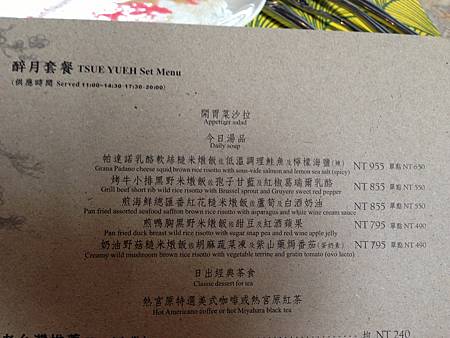 醉月套餐 TSUE YUEH Set Menu
(供應時間 Served 11:00~14:30·17:30-20:00)
開胃菜沙拉
Appetiger salad
今日湯品
Daily soup
帕達諾乳酪軟絲糙米燉飯佐低溫調理鮭魚及檸檬海鹽(辣) NT 955 單點 NT 650
Grana Padano cheese squid brown rice risotto with sous-vide salmon and lemon sea salt (spicy)
烤牛小排黑野米燉飯佐孢子甘藍及紅椒葛瑞爾乳酪 NT 855 單點 NT 550
Grill beef short rib wild rice risotto with Brussel sprout and Gruyere sweet red pepper
煎海鮮總匯番紅花糙米燉飯佐蘆筍及白酒奶油 NT 855 單點 NT 550
Pan fried assorted seafood saffron brown rice risotto with asparagus and white wine cream sauce
煎鴨胸黑野米燉飯佐甜豆及紅酒蘋果 NT 795 單點 NT 490
Pan fried duck breast wild rice risotto with sugar snap pea and red wine apple jelly
奶油野菇糙米燉飯佐胡麻蔬菜凍及紫山藥焗番茄(蛋奶素) NT 795 單點 NT 490
Creamy wild mushroom brown rice risotto with vegetable terrine and gratin tomato (ovo lacto)
日出經典茶食
Classic dessert for tea
熱宮原特選美式咖啡或熱宮原紅茶
Hot Americano coffee or hot Miyahara black tea
NT 240